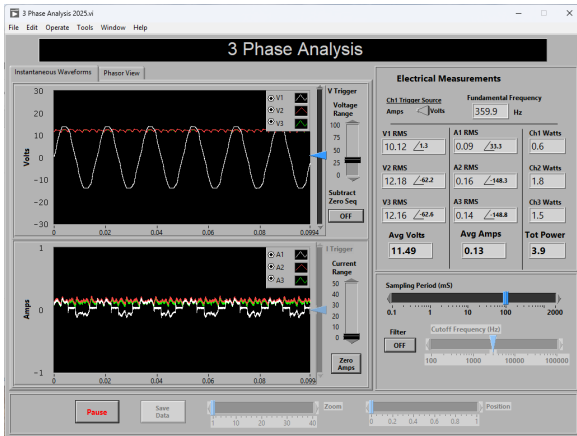 3 Phase Analysis 2025.vi
File Edit Operate Tools Window Help
3 Phase Analysis
Instantaneous Waveforms Phasor View
30
20
10
0
-10
-20
-30
Volts
0 0.02 0.04 0.06 0.08 0.0994
V1
V2
V3
V Trigger
Voltage
Range
100
75
50
25
0
Subtract
Zero Seq
OFF
1
0
-1
Amps
0 0.02 0.04 0.06 0.08 0.0994
A1
A2
A3
I Trigger
Current
Range
50
40
30
20
10
0
Zero
Amps
Electrical Measurements
Ch1 Trigger Source
Amps Volts
Fundamental Frequency
359.9 Hz
V1 RMS A1 RMS Ch1 Watts
10.12 1.3 0.09 33.1 0.6
V2 RMS A2 RMS Ch2 Watts
12.18 -62.2 0.16 -148.3 1.8
V3 RMS A3 RMS Ch3 Watts
12.16 -62.6 0.14 -148.8 1.5
Avg Volts Avg Amps Tot Power
11.49 0.13 3.9
Sampling Period (mS)
0.1 1 10 100 2000
Filter
OFF
Cutoff Frequency (Hz)
100 1000 10000 100000
Pause
Save
Data
Zoom
1 10 20 30 40
Position
0 0.2 0.4 0.6 0.8 1